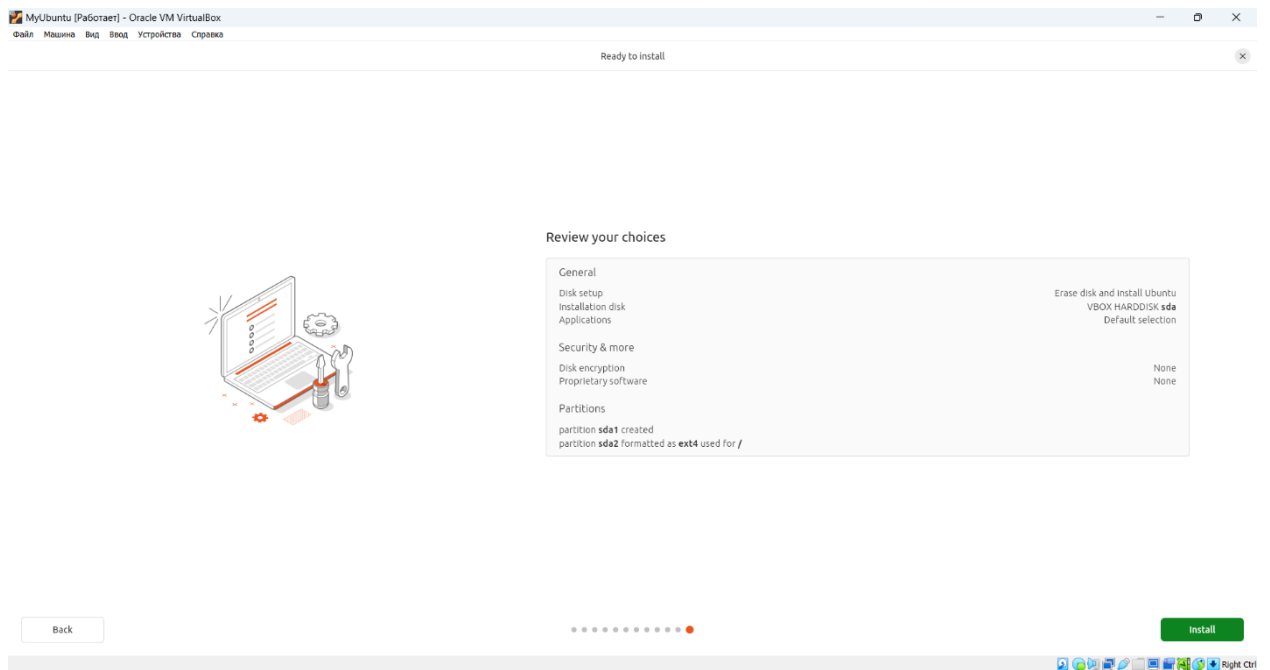 MyUbuntu [Работает] - Oracle VM VirtualBox
Файл Машина Вид Ввод Устройства Справка
Ready to install
Review your choices
General
Disk setup Erase disk and install Ubuntu
Installation disk VBOX HARDDISK sda
Applications Default selection
Security & more
Disk encryption None
Proprietary software None
Partitions
partition sda1 created
partition sda2 formatted as ext4 used for /
Back Install
Right Ctrl